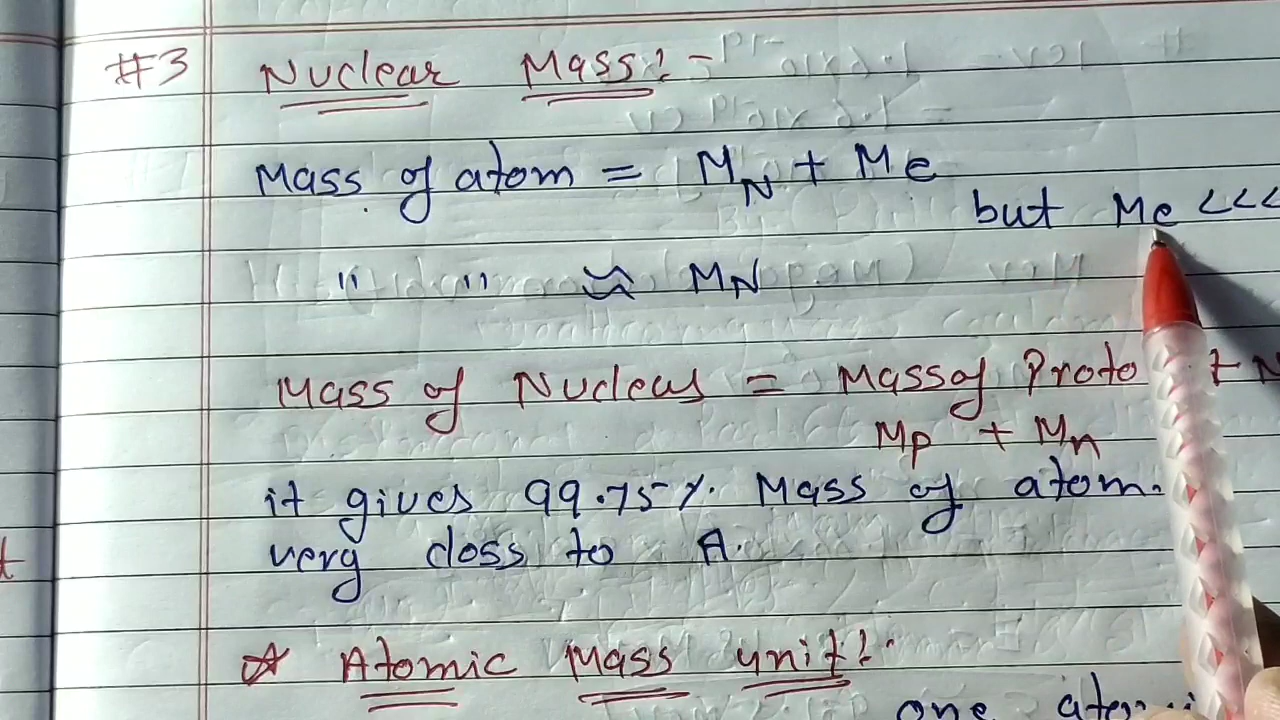 #3 Nuclear Mass:-
Mass of atom = MN + Me
but Me <<<
" " ≈ MN
Mass of Nucleus = Mass of Proto + N
Mp + Mn
it gives 99.75% Mass of atom.
very closs to A.
☆ Atomic Mass unit:-
one atom